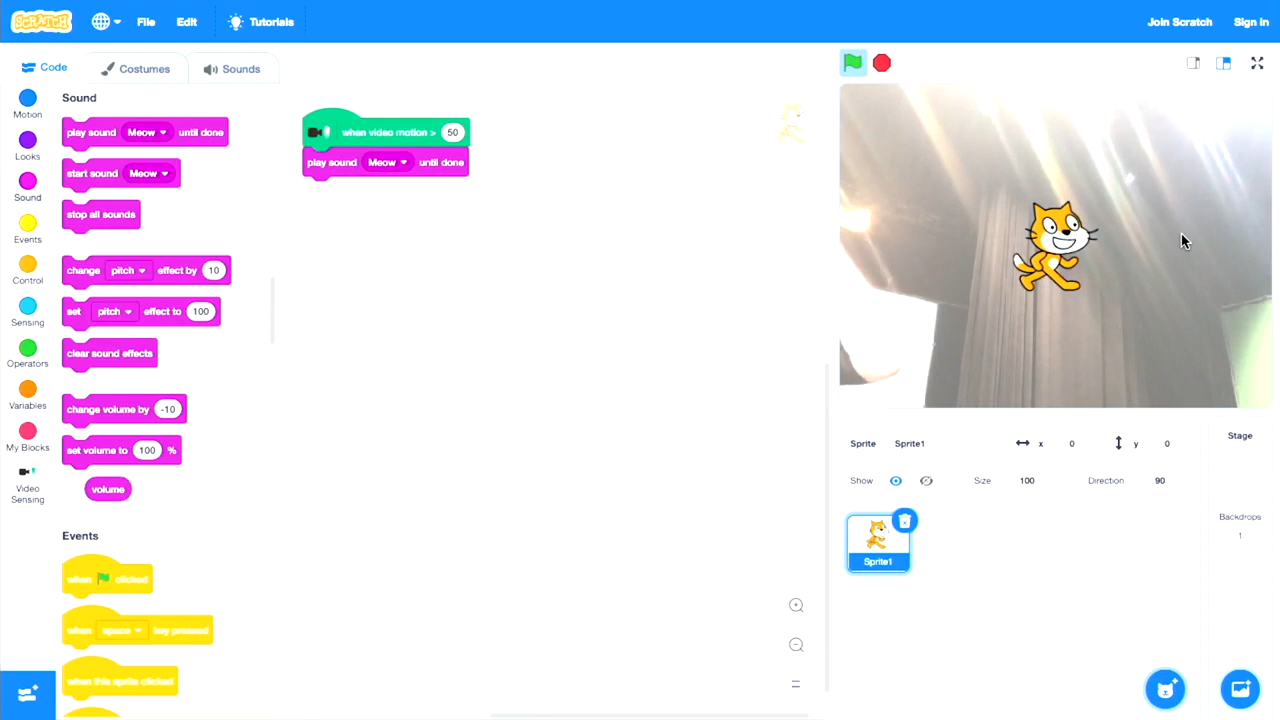 SCRATCH File Edit Tutorials Join Scratch Sign in
Code Costumes Sounds
Motion
Looks
Sound
Events
Control
Sensing
Operators
Variables
My Blocks
Video
Sensing
Sound
play sound Meow until done
start sound Meow
stop all sounds
change pitch effect by 10
set pitch effect to 100
clear sound effects
change volume by -10
set volume to 100 %
volume
Events
when clicked
when space key pressed
when this sprite clicked
when video motion > 50
play sound Meow until done
Sprite Sprite1 x 0 y 0
Show Size 100 Direction 90
Sprite1
Stage
Backdrops
1